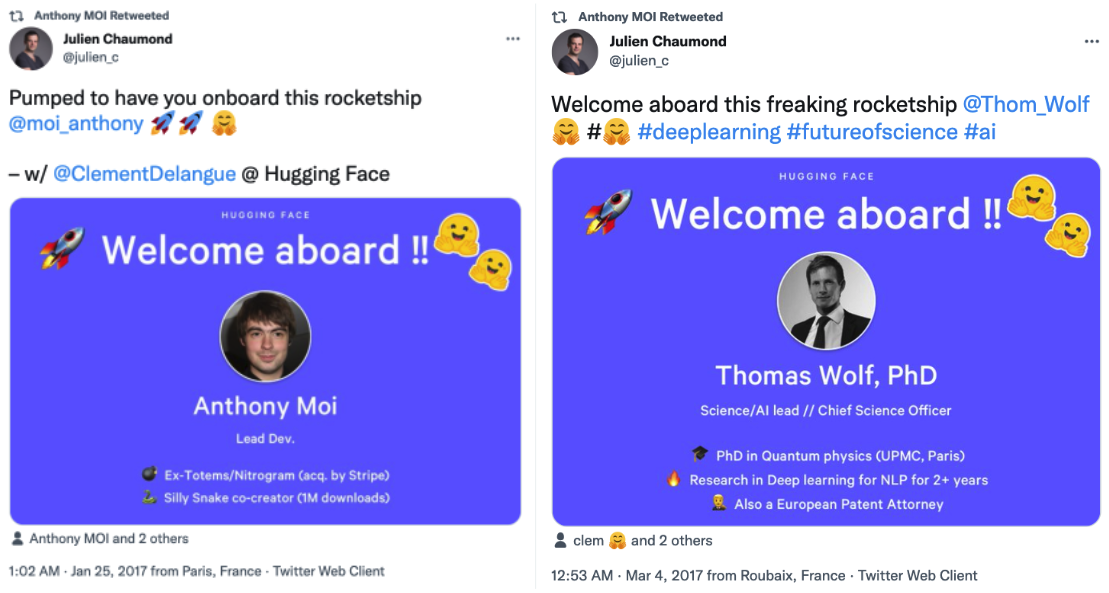 Anthony MOI Retweeted
Julien Chaumond
@julien_c
Pumped to have you onboard this rocketship
@moi_anthony 🚀🚀 🤗
– w/ @ClementDelangue @ Hugging Face
HUGGING FACE
🚀 Welcome aboard !! 🤗🤗
Anthony Moi
Lead Dev.
💣 Ex-Totems/Nitrogram (acq. by Stripe)
🐍 Silly Snake co-creator (1M downloads)
Anthony MOI and 2 others
1:02 AM · Jan 25, 2017 from Paris, France · Twitter Web Client
Anthony MOI Retweeted
Julien Chaumond
@julien_c
Welcome aboard this freaking rocketship @Thom_Wolf
🤗 #🤗 #deeplearning #futureofscience #ai
HUGGING FACE
🚀 Welcome aboard !! 🤗🤗
Thomas Wolf, PhD
Science/AI lead // Chief Science Officer
🎓 PhD in Quantum physics (UPMC, Paris)
🔥 Research in Deep learning for NLP for 2+ years
👨‍⚖️ Also a European Patent Attorney
clem 🤗 and 2 others
12:53 AM · Mar 4, 2017 from Roubaix, France · Twitter Web Client